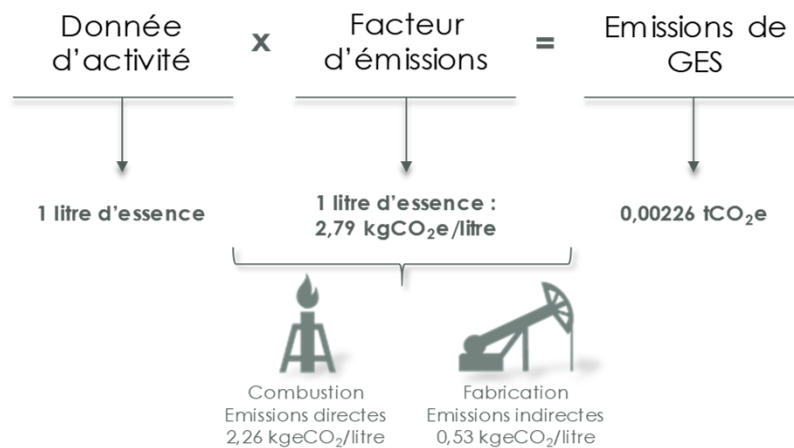 Donnée
d'activité
x
Facteur
d'émissions
=
Emissions de
GES
1 litre d'essence
1 litre d'essence :
2,79 kgCO₂e/litre
0,00226 tCO₂e
Combustion
Emissions directes
2,26 kgeCO₂/litre
Fabrication
Emissions indirectes
0,53 kgeCO₂/litre